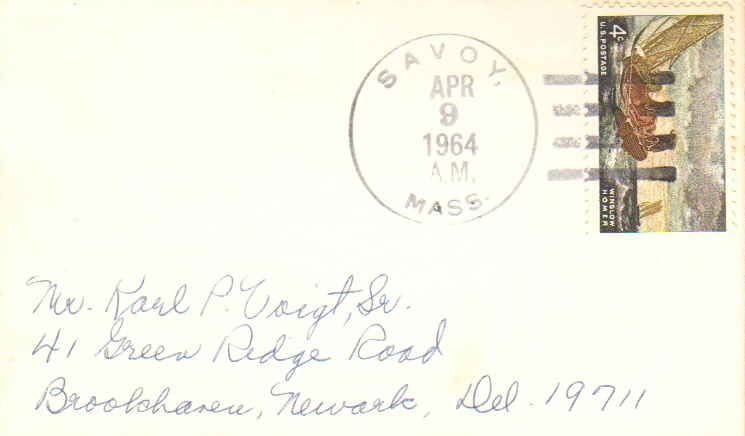 SAVOY,
APR
9
1964
A.M.
MASS.
4c
U.S. POSTAGE
WINSLOW
HOMER
Mr. Karl P. Voigt, Sr.
41 Green Ridge Road
Brookhaven, Newark, Del. 19711